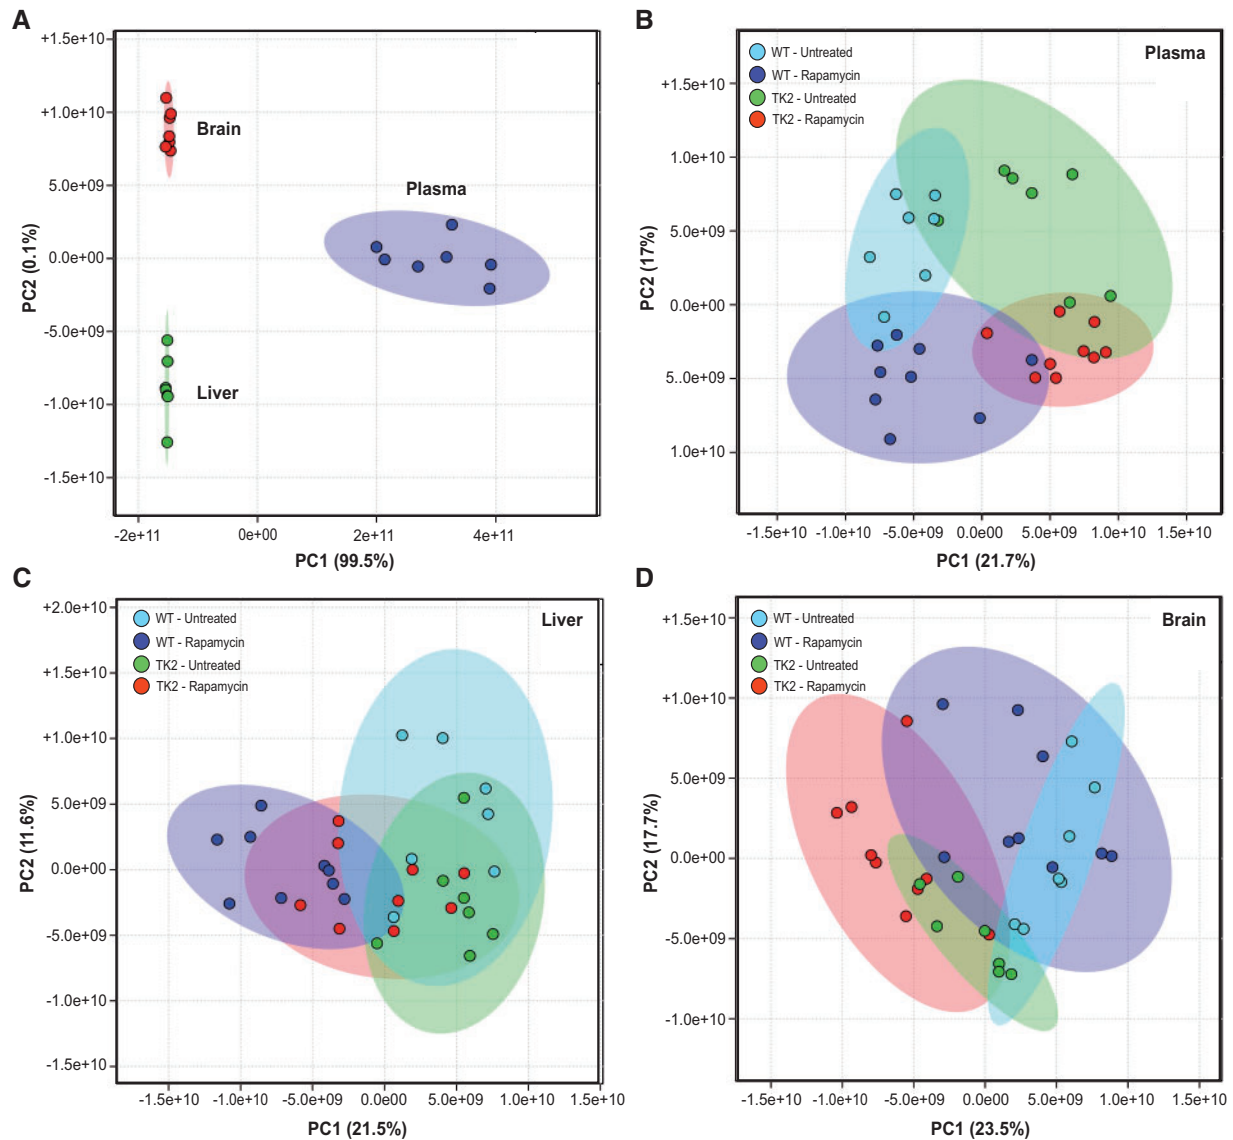 A
+1.5e+10
+1.0e+10
5.0e+09
0.0e+00
-5.0e+09
-1.0e+10
-1.5e+10
PC2 (0.1%)
Brain
Plasma
Liver
-2e+11 0e+00 2e+11 4e+11
PC1 (99.5%)
B
WT - Untreated
WT - Rapamycin
TK2 - Untreated
TK2 - Rapamycin
Plasma
+1.5e+10
1.0e+10
5.0e+09
0.0e+00
5.0e+09
1.0e+10
PC2 (17%)
-1.5e+10 -1.0e+10 -5.0e+09 0.0e00 5.0e+09 1.0e+10 1.5e+10
PC1 (21.7%)
C
WT - Untreated
WT - Rapamycin
TK2 - Untreated
TK2 - Rapamycin
Liver
+2.0e+10
+1.5e+10
+1.0e+10
5.0e+09
0.0e+00
-5.0e+09
-1.0e+10
-1.5e+10
PC2 (11.6%)
-1.5e+10 -1.0e+10 -5.0e+09 0.0e00 5.0e+09 1.0e+10 1.5e+10
PC1 (21.5%)
D
WT - Untreated
WT - Rapamycin
TK2 - Untreated
TK2 - Rapamycin
Brain
+1.5e+10
+1.0e+10
5.0e+09
0.0e+00
-5.0e+09
-1.0e+10
PC2 (17.7%)
-1.5e+10 -1.0e+10 -5.0e+09 0.0e00 5.0e+09 1.0e+10 +1.5e+10
PC1 (23.5%)